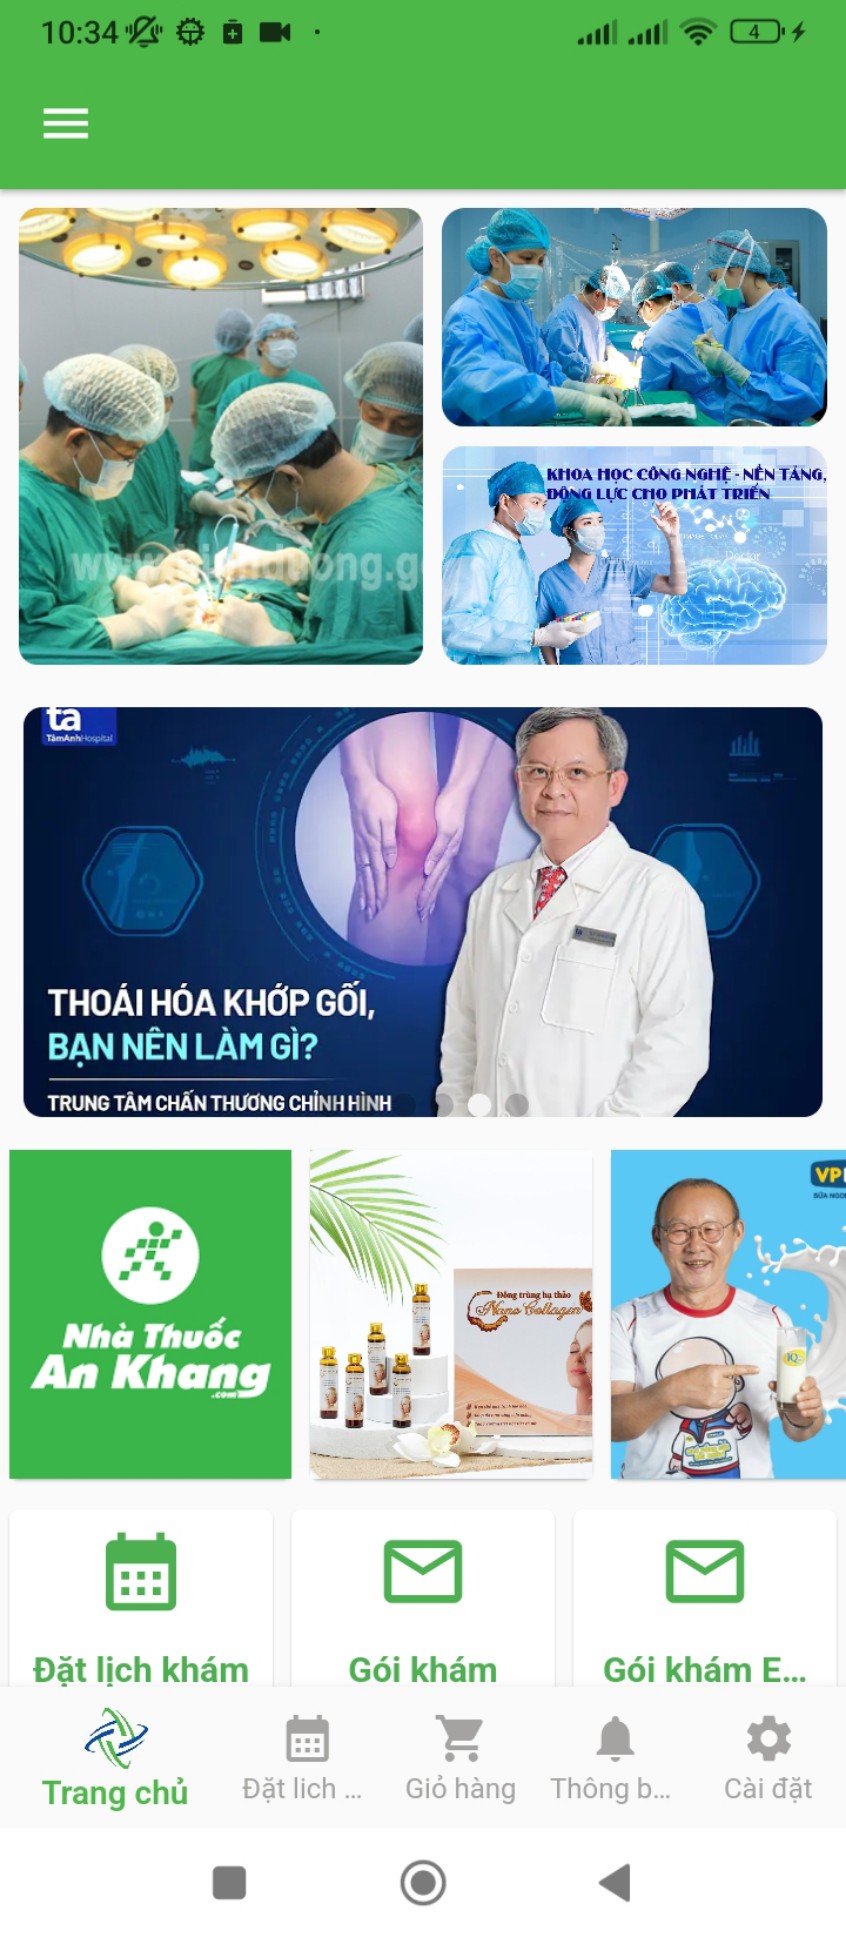 10:34
4
KHOA HỌC CÔNG NGHỆ - NỀN TẢNG,
ĐỘNG LỰC CHO PHÁT TRIỂN
Doctor
ta
TâmAnhHospital
THOÁI HÓA KHỚP GỐI,
BẠN NÊN LÀM GÌ?
TRUNG TÂM CHẤN THƯƠNG CHỈNH HÌNH
Nhà Thuốc
An Khang
.com
Đông trùng hạ thảo
Nano Collagen
VP
IQ
Đặt lịch khám
Gói khám
Gói khám E...
Trang chủ
Đặt lich ...
Giỏ hàng
Thông b...
Cài đặt